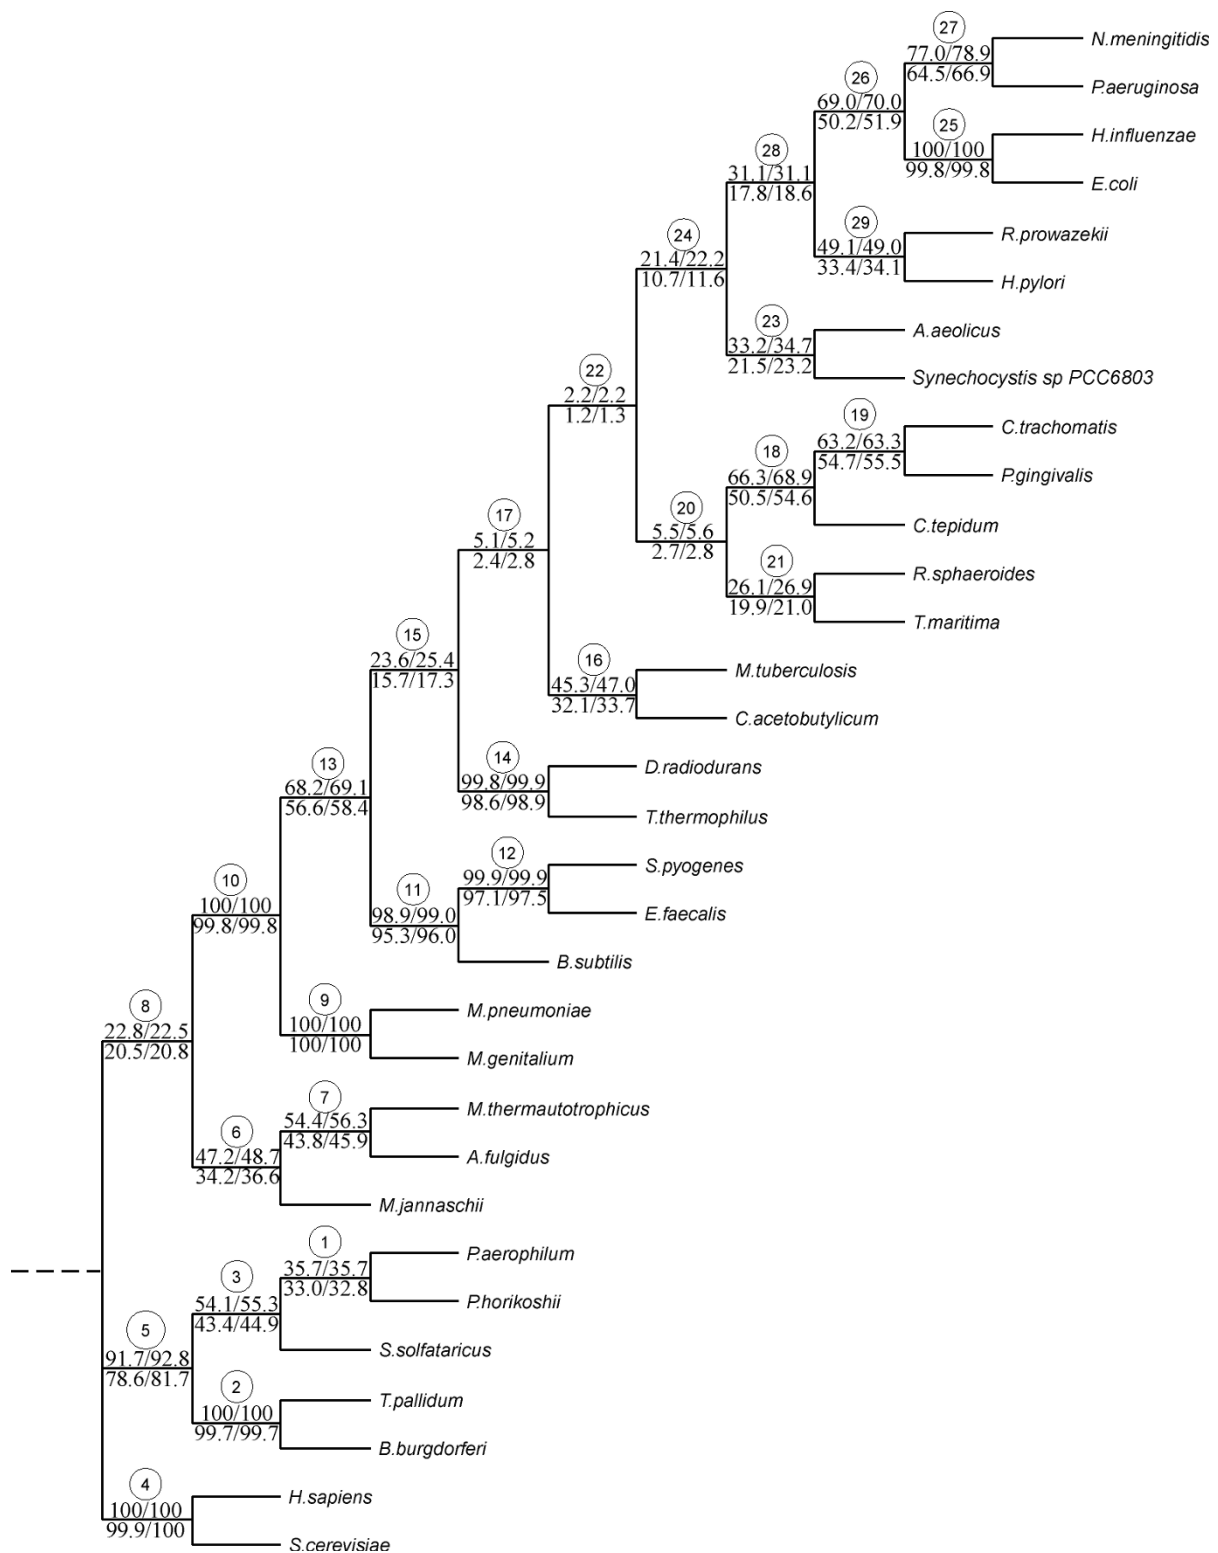 27
77.0/78.9
64.5/66.9
N.meningitidis
P.aeruginosa
26
69.0/70.0
50.2/51.9
25
100/100
99.8/99.8
H.influenzae
E.coli
28
31.1/31.1
17.8/18.6
29
49.1/49.0
33.4/34.1
R.prowazekii
H.pylori
24
21.4/22.2
10.7/11.6
23
33.2/34.7
21.5/23.2
A.aeolicus
Synechocystis sp PCC6803
22
2.2/2.2
1.2/1.3
19
63.2/63.3
54.7/55.5
C.trachomatis
P.gingivalis
18
66.3/68.9
50.5/54.6
C.tepidum
20
5.5/5.6
2.7/2.8
21
26.1/26.9
19.9/21.0
R.sphaeroides
T.maritima
17
5.1/5.2
2.4/2.8
16
45.3/47.0
32.1/33.7
M.tuberculosis
C.acetobutylicum
15
23.6/25.4
15.7/17.3
14
99.8/99.9
98.6/98.9
D.radiodurans
T.thermophilus
13
68.2/69.1
56.6/58.4
12
99.9/99.9
97.1/97.5
S.pyogenes
E.faecalis
11
98.9/99.0
95.3/96.0
B.subtilis
10
100/100
99.8/99.8
9
100/100
100/100
M.pneumoniae
M.genitalium
8
22.8/22.5
20.5/20.8
7
54.4/56.3
43.8/45.9
M.thermautotrophicus
A.fulgidus
6
47.2/48.7
34.2/36.6
M.jannaschii
1
35.7/35.7
33.0/32.8
P.aerophilum
P.horikoshii
3
54.1/55.3
43.4/44.9
S.solfataricus
5
91.7/92.8
78.6/81.7
2
100/100
99.7/99.7
T.pallidum
B.burgdorferi
4
100/100
99.9/100
H.sapiens
S.cerevisiae